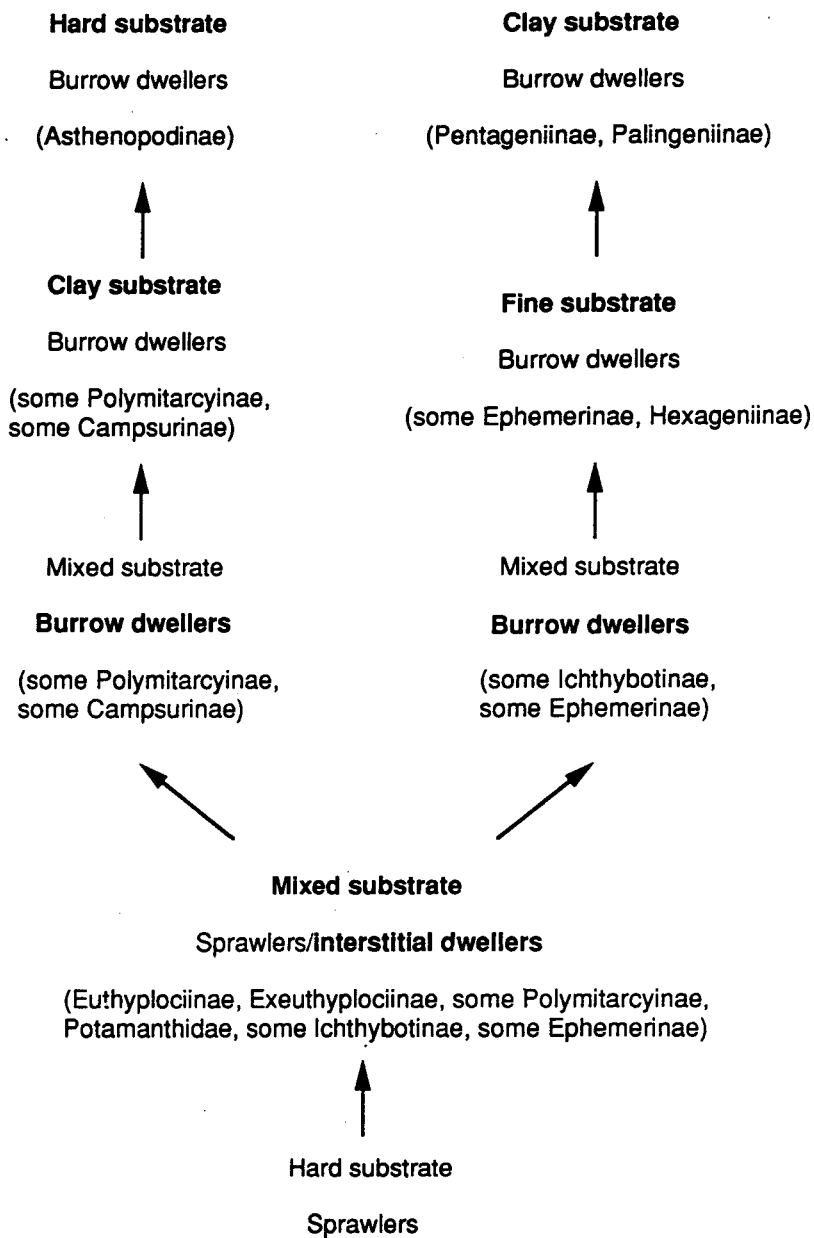 Hard substrate
Burrow dwellers
(Asthenopodinae)
Clay substrate
Burrow dwellers
(some Polymitarcyinae,
some Campsurinae)
Mixed substrate
Burrow dwellers
(some Polymitarcyinae,
some Campsurinae)
Clay substrate
Burrow dwellers
(Pentageniinae, Palingeniinae)
Fine substrate
Burrow dwellers
(some Ephemerinae, Hexageniinae)
Mixed substrate
Burrow dwellers
(some Ichthybotinae,
some Ephemerinae)
Mixed substrate
Sprawlers/Interstitial dwellers
(Euthyplociinae, Exeuthyplociinae, some Polymitarcyinae,
Potamanthidae, some Ichthybotinae, some Ephemerinae)
Hard substrate
Sprawlers